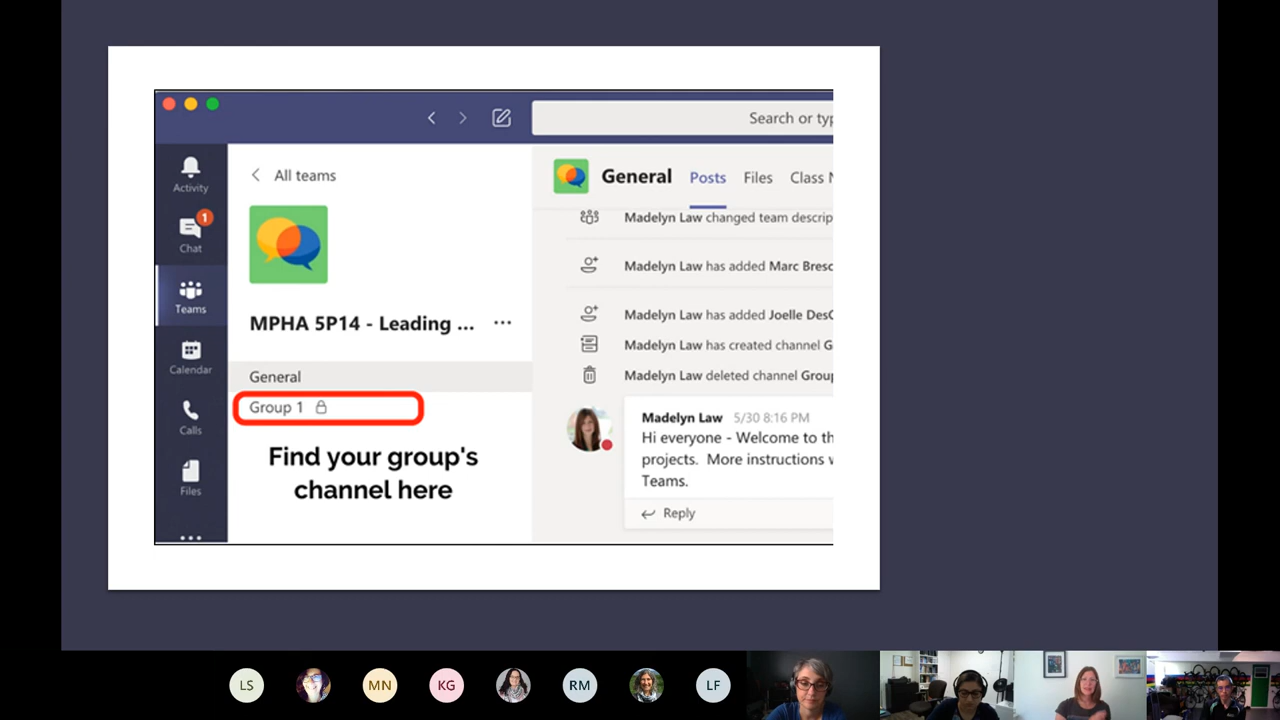 Search or typ
Activity
1
Chat
Teams
Calendar
Calls
Files
All teams
MPHA 5P14 - Leading ...
General
Group 1
Find your group's
channel here
General Posts Files Class N
Madelyn Law changed team descrip
Madelyn Law has added Marc Bresc
Madelyn Law has added Joelle Des
Madelyn Law has created channel G
Madelyn Law deleted channel Group
Madelyn Law 5/30 8:16 PM
Hi everyone - Welcome to th
projects. More instructions w
Teams.
Reply
LS
MN
KG
RM
LF